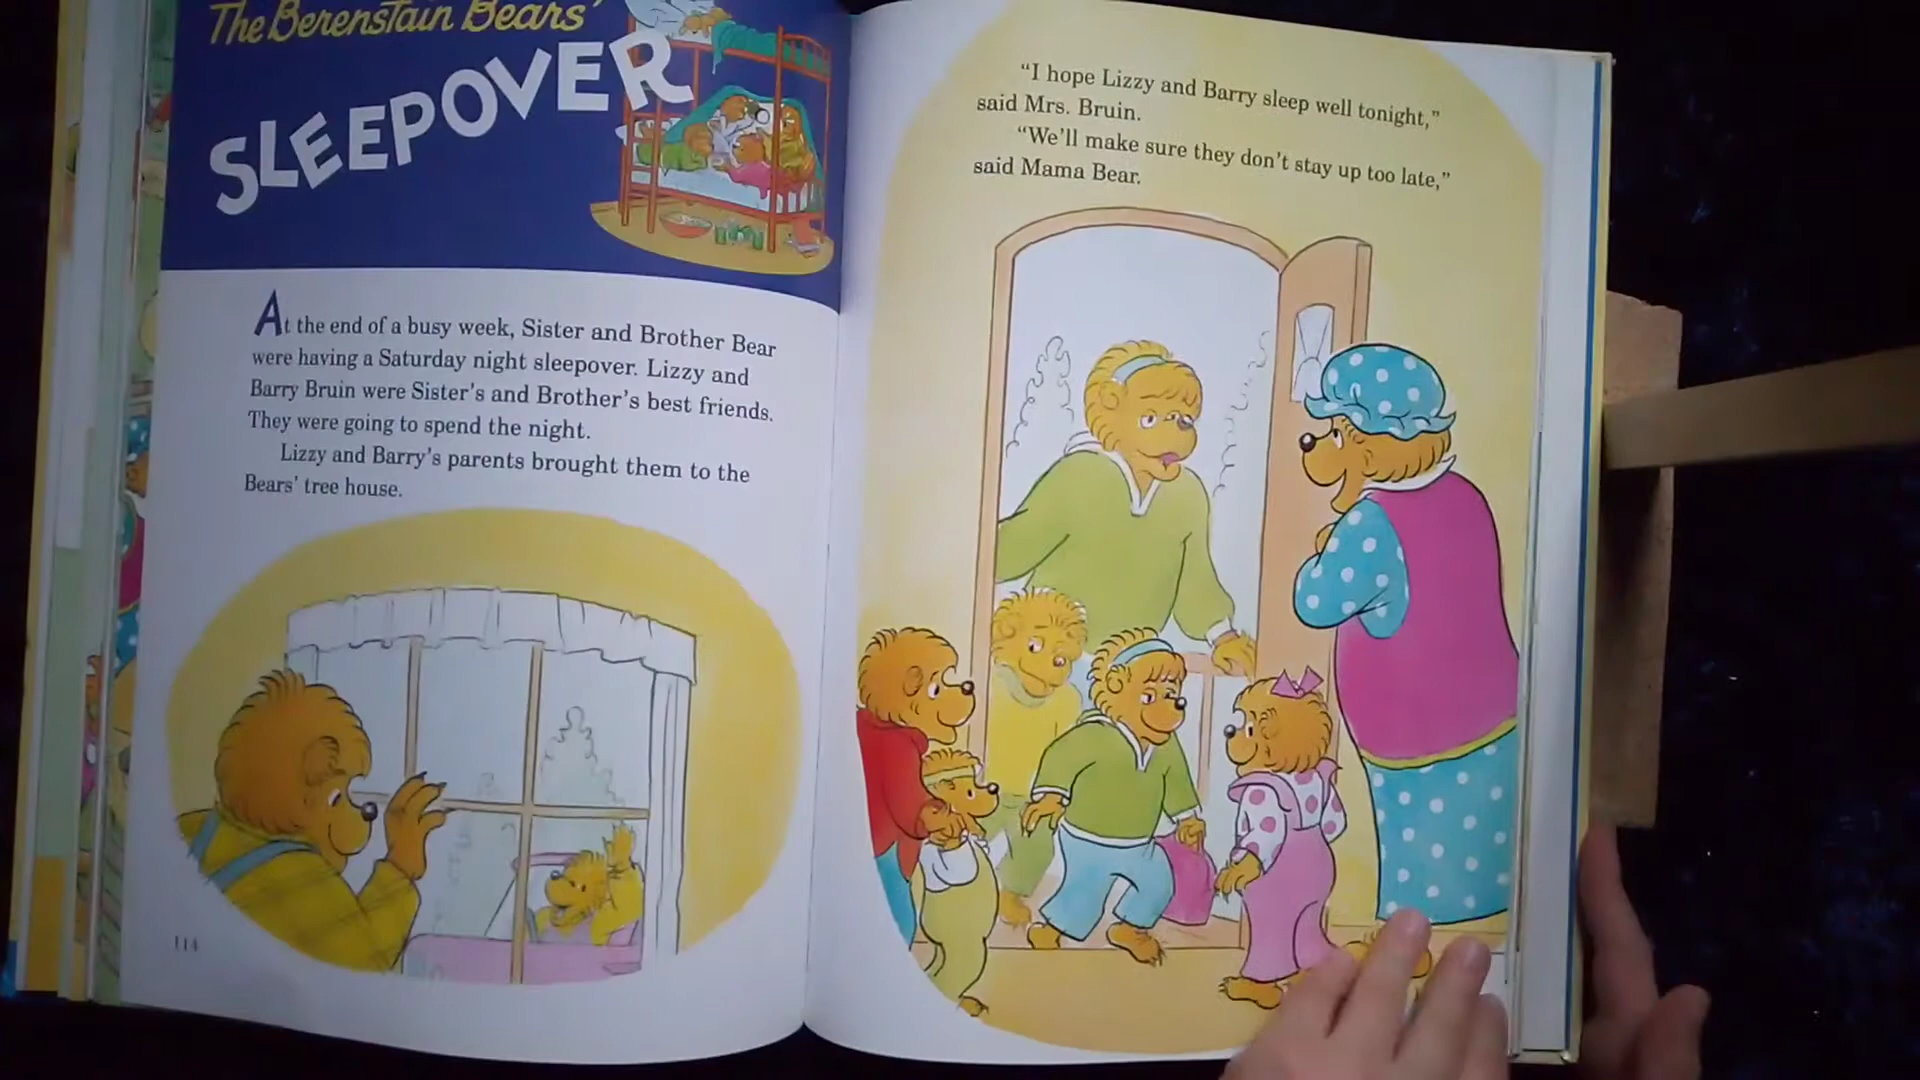 The Berenstain Bears'
SLEEPOVER
At the end of a busy week, Sister and Brother Bear
were having a Saturday night sleepover. Lizzy and
Barry Bruin were Sister's and Brother's best friends.
They were going to spend the night.
Lizzy and Barry's parents brought them to the
Bears' tree house.
114
“I hope Lizzy and Barry sleep well tonight,”
said Mrs. Bruin.
“We'll make sure they don't stay up too late,”
said Mama Bear.